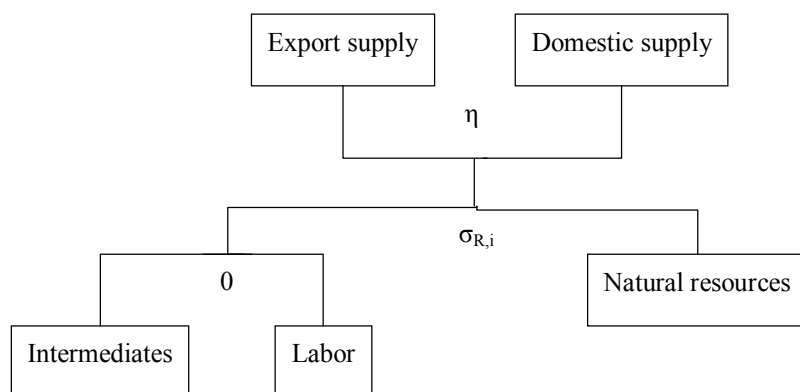 Export supply
Domestic supply
η
σR,i
0
Natural resources
Intermediates
Labor